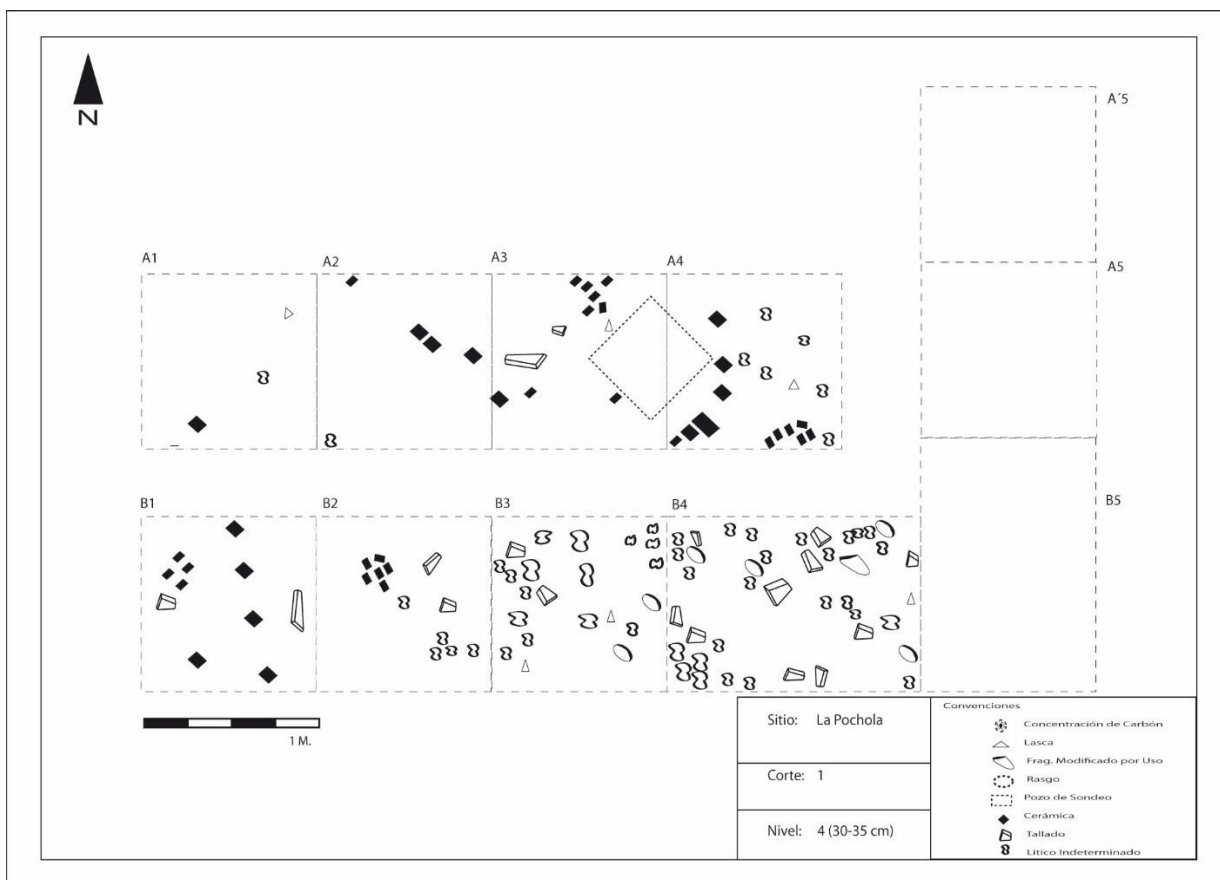 N
A´5
A1
A2
A3
A4
A5
B1
B2
B3
B4
B5
1 M.
Sitio: La Pochola
Corte: 1
Nivel: 4 (30-35 cm)
Convenciones
Concentración de Carbón
Lasca
Frag. Modificado por Uso
Rasgo
Pozo de Sondeo
Cerámica
Tallado
Lítico Indeterminado